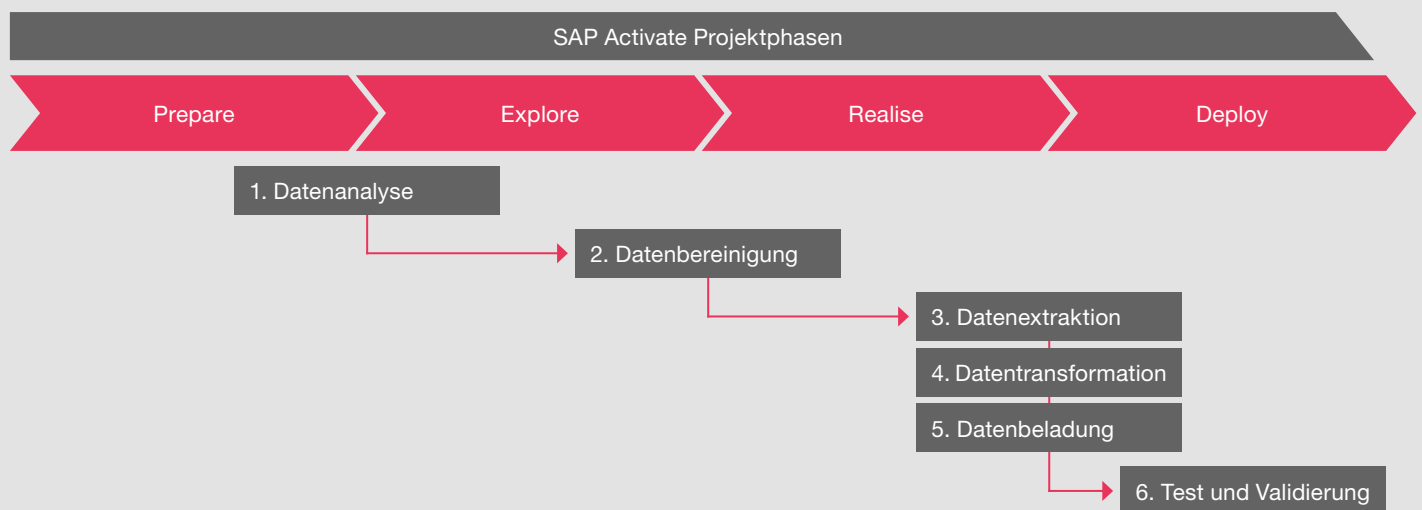 SAP Activate Projektphasen
Prepare
Explore
Realise
Deploy
1. Datenanalyse
2. Datenbereinigung
3. Datenextraktion
4. Datentransformation
5. Datenbeladung
6. Test und Validierung